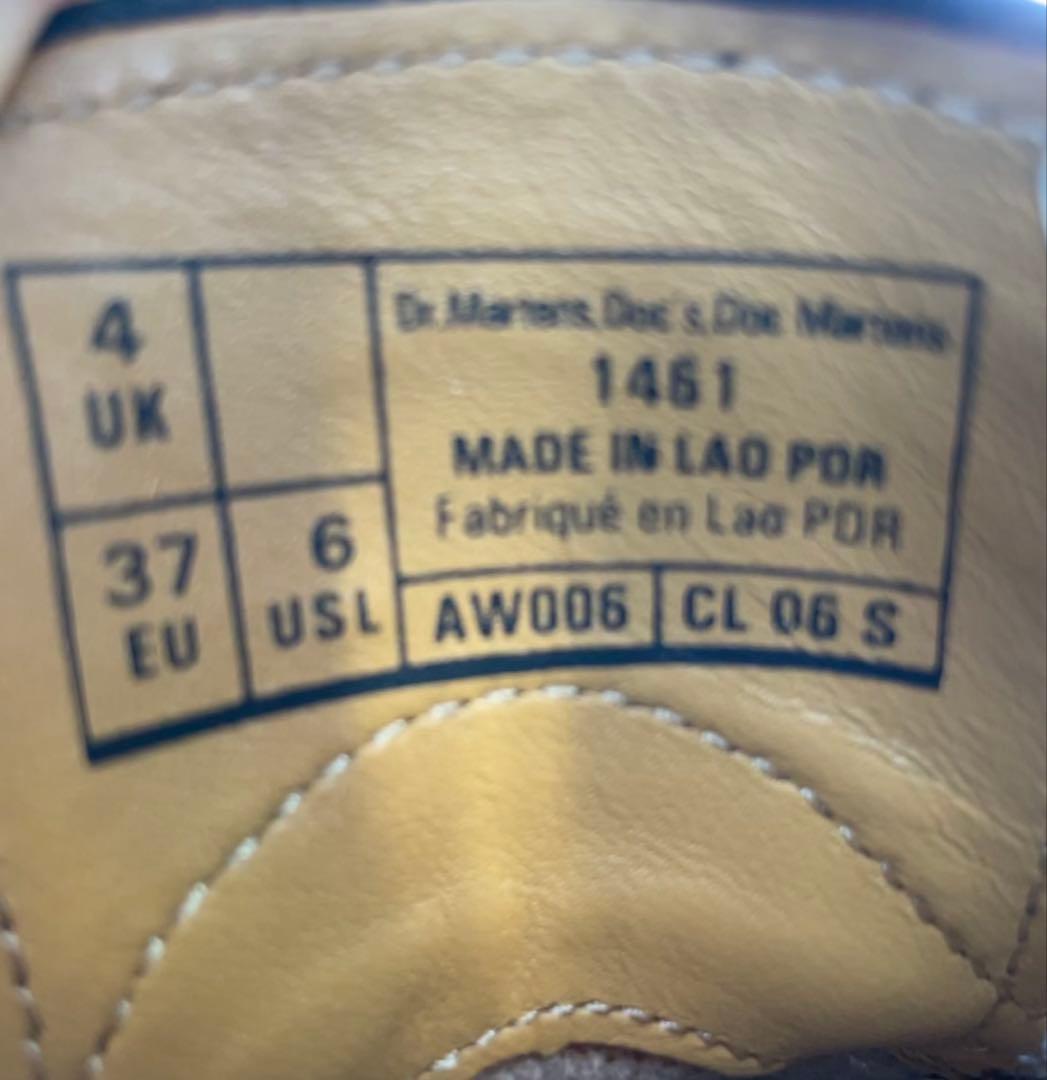 4
UK
37
EU
6
USL
Dr.Martens,Doc's,Doc Martens
1461
MADE IN LAO PDR
Fabriqué en Lao PDR
AW006
CL 06 S